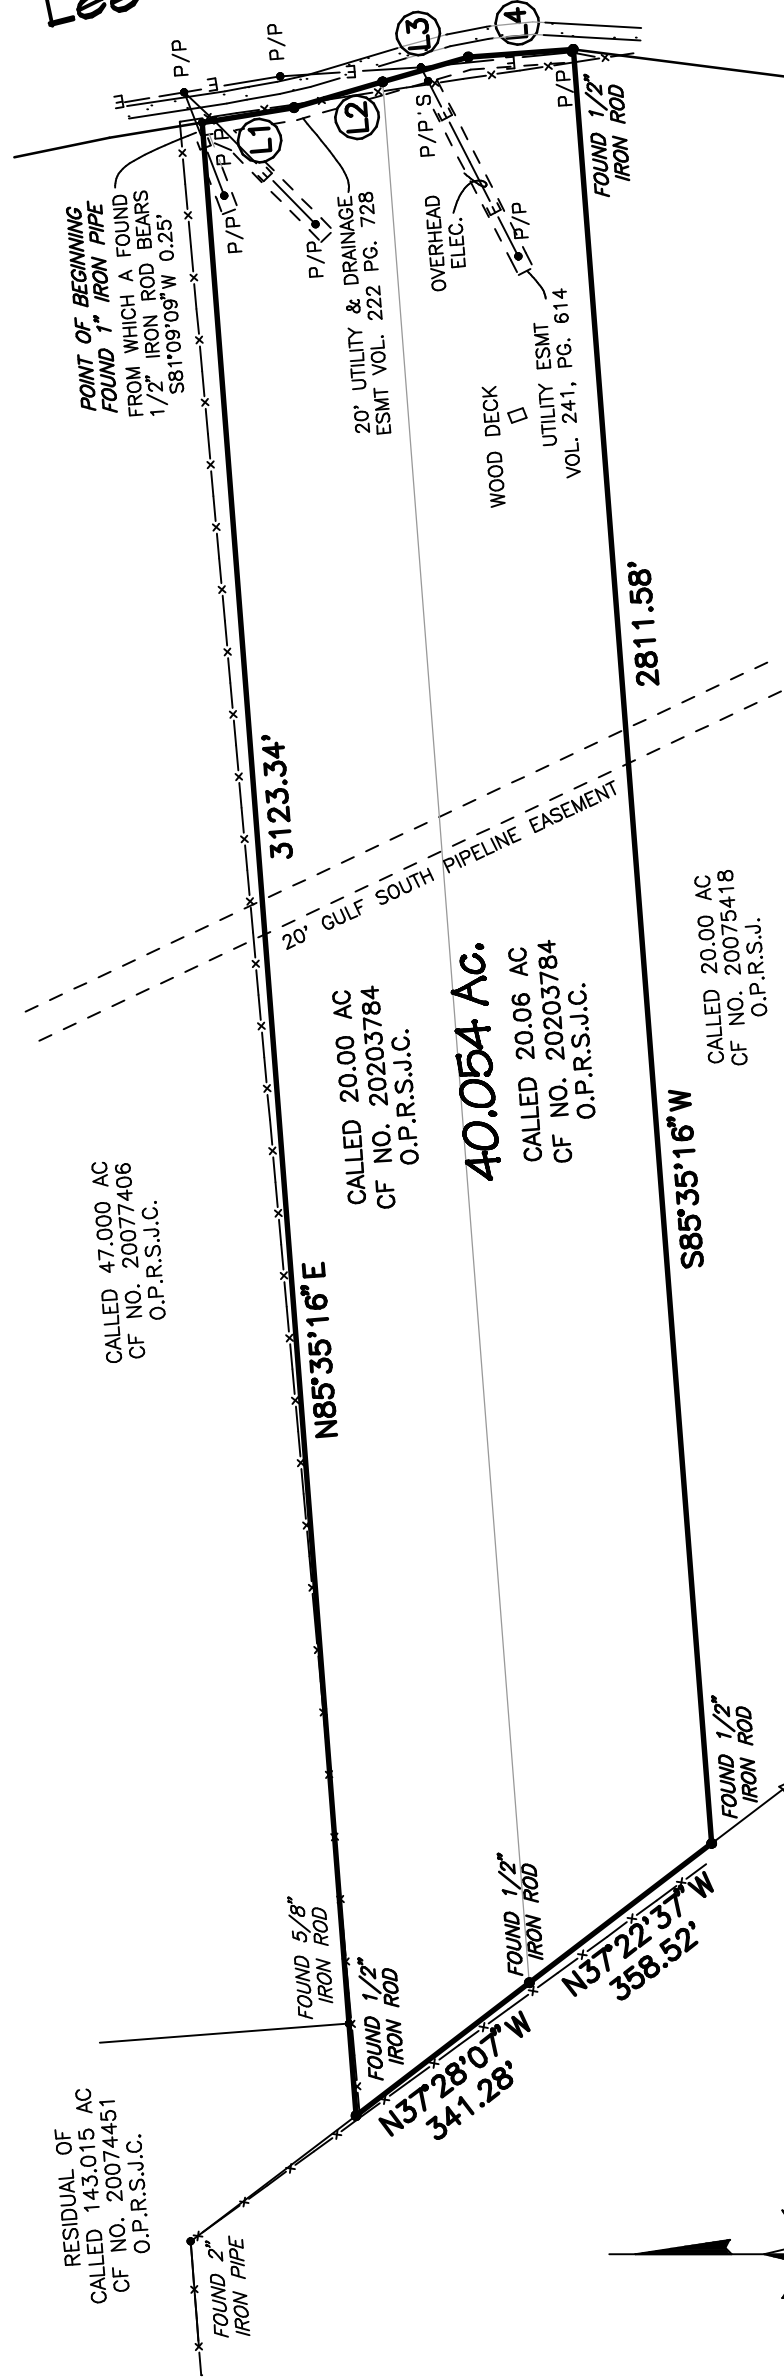 P/P
P/P
E
E
E
L1
L2
L3
L4
P/P
P/P
P/P
P/P'S
E
E
E
E
P/P
P/P
FOUND 1/2"
IRON ROD
POINT OF BEGINNING
FOUND 1" IRON PIPE
FROM WHICH A FOUND
1/2" IRON ROD BEARS
S81°09'09"W 0.25'
20' UTILITY & DRAINAGE
ESMT VOL. 222 PG. 728
OVERHEAD
ELEC.
WOOD DECK
UTILITY ESMT
VOL. 241, PG. 614
3123.34'
2811.58'
20' GULF SOUTH PIPELINE EASEMENT
CALLED 47.000 AC
CF NO. 20077406
O.P.R.S.J.C.
N85°35'16"E
CALLED 20.00 AC
CF NO. 20203784
O.P.R.S.J.C.
40.054 Ac.
CALLED 20.06 AC
CF NO. 20203784
O.P.R.S.J.C.
S85°35'16"W
CALLED 20.00 AC
CF NO. 20075418
O.P.R.S.J.
FOUND 5/8"
IRON ROD
FOUND 1/2"
IRON ROD
FOUND 1/2"
IRON ROD
FOUND 1/2"
IRON ROD
N37°28'07"W
341.28'
N37°22'37"W
358.52'
RESIDUAL OF
CALLED 143.015 AC
CF NO. 20074451
O.P.R.S.J.C.
FOUND 2"
IRON PIPE